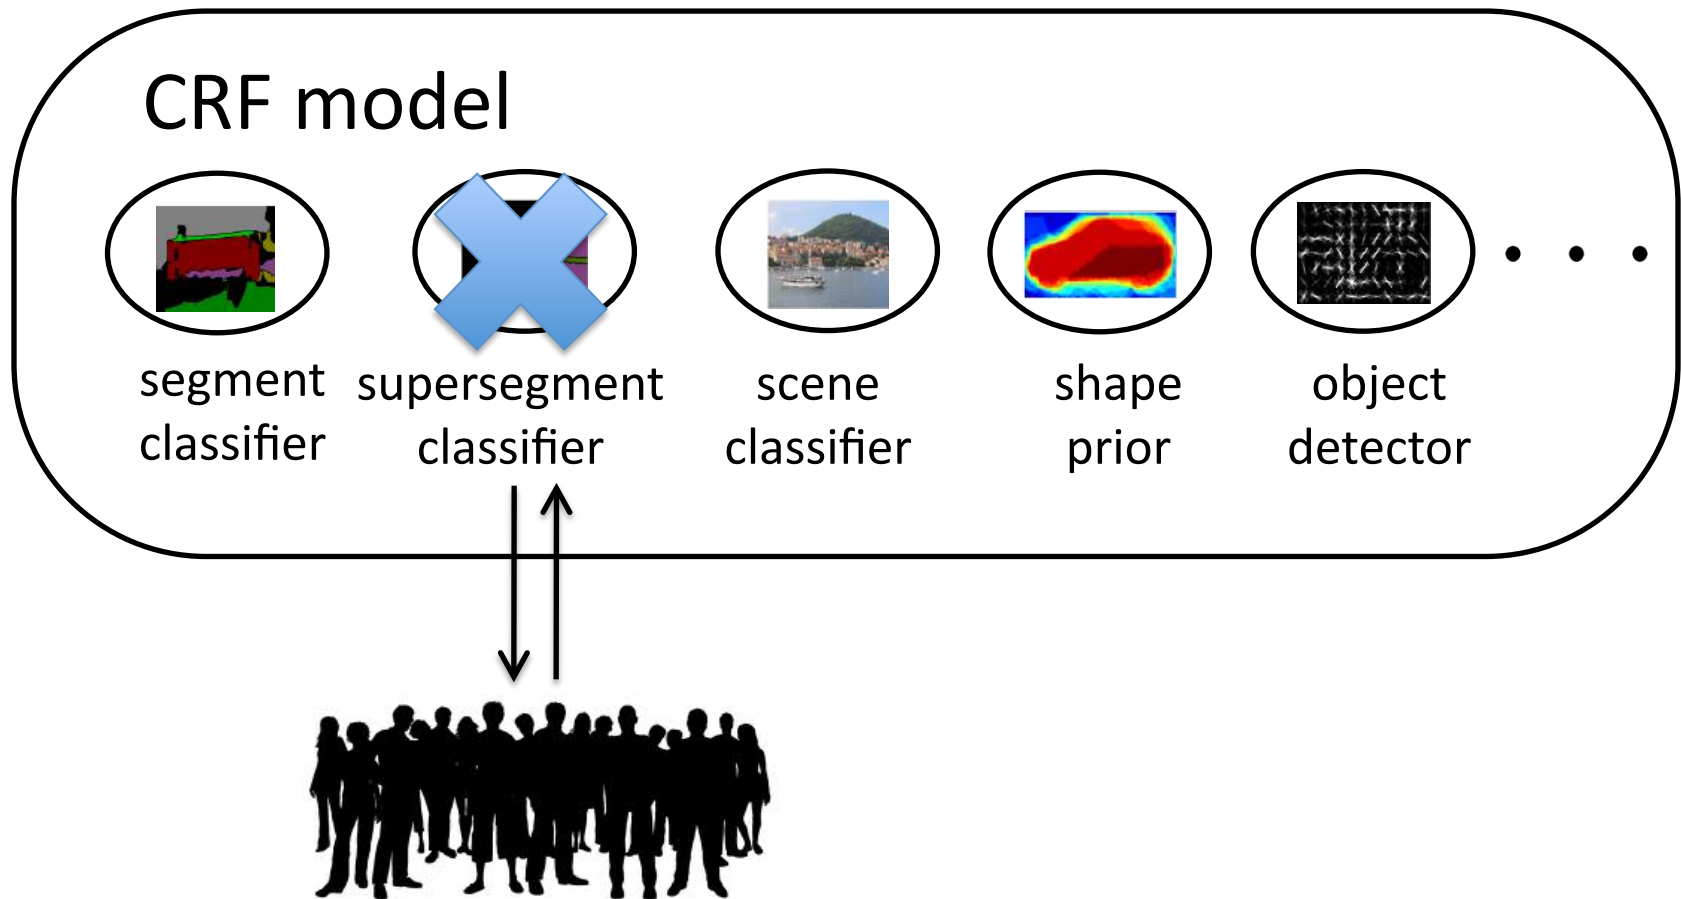 CRF model
segment
classifier
supersegment
classifier
scene
classifier
shape
prior
object
detector
. . .